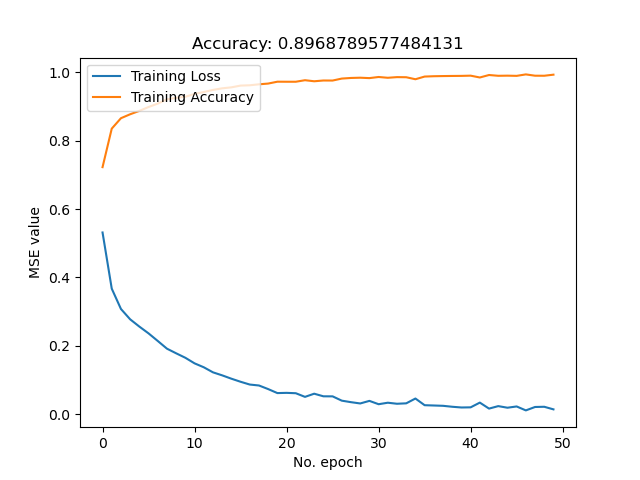 Accuracy: 0.8968789577484131
Training Loss
Training Accuracy
MSE value
1.0
0.8
0.6
0.4
0.2
0.0
0 10 20 30 40 50
No. epoch